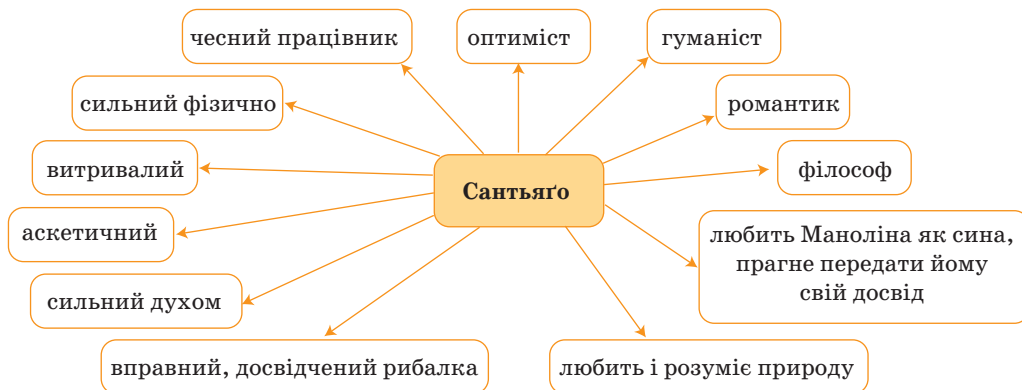 чесний працівник
оптиміст
гуманіст
сильний фізично
романтик
витривалий
Сантьяґо
філософ
аскетичний
любить Маноліна як сина,
прагне передати йому
свій досвід
сильний духом
вправний, досвідчений рибалка
любить і розуміє природу